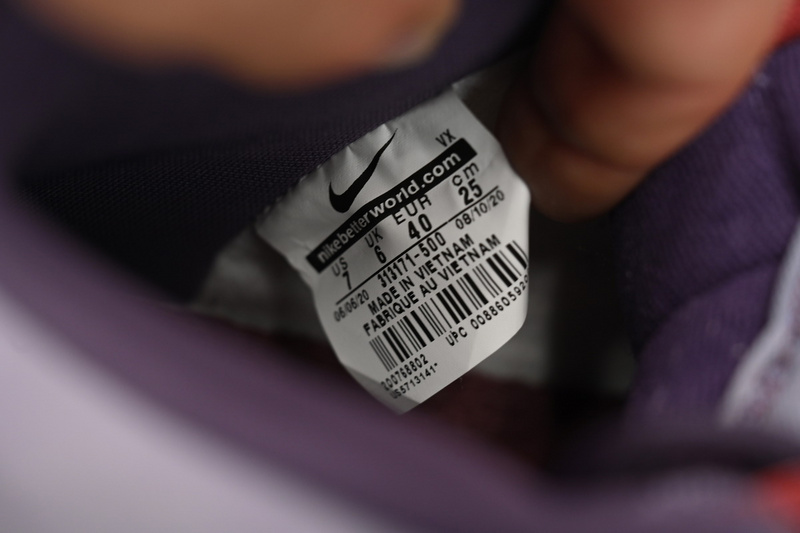 VX
nikebetterworld.com
US UK EUR cm
7 6 40 25
06/06/20 313171-500 08/10/20
MADE IN VIETNAM
FABRIQUE AU VIETNAM
UPC 0088605928